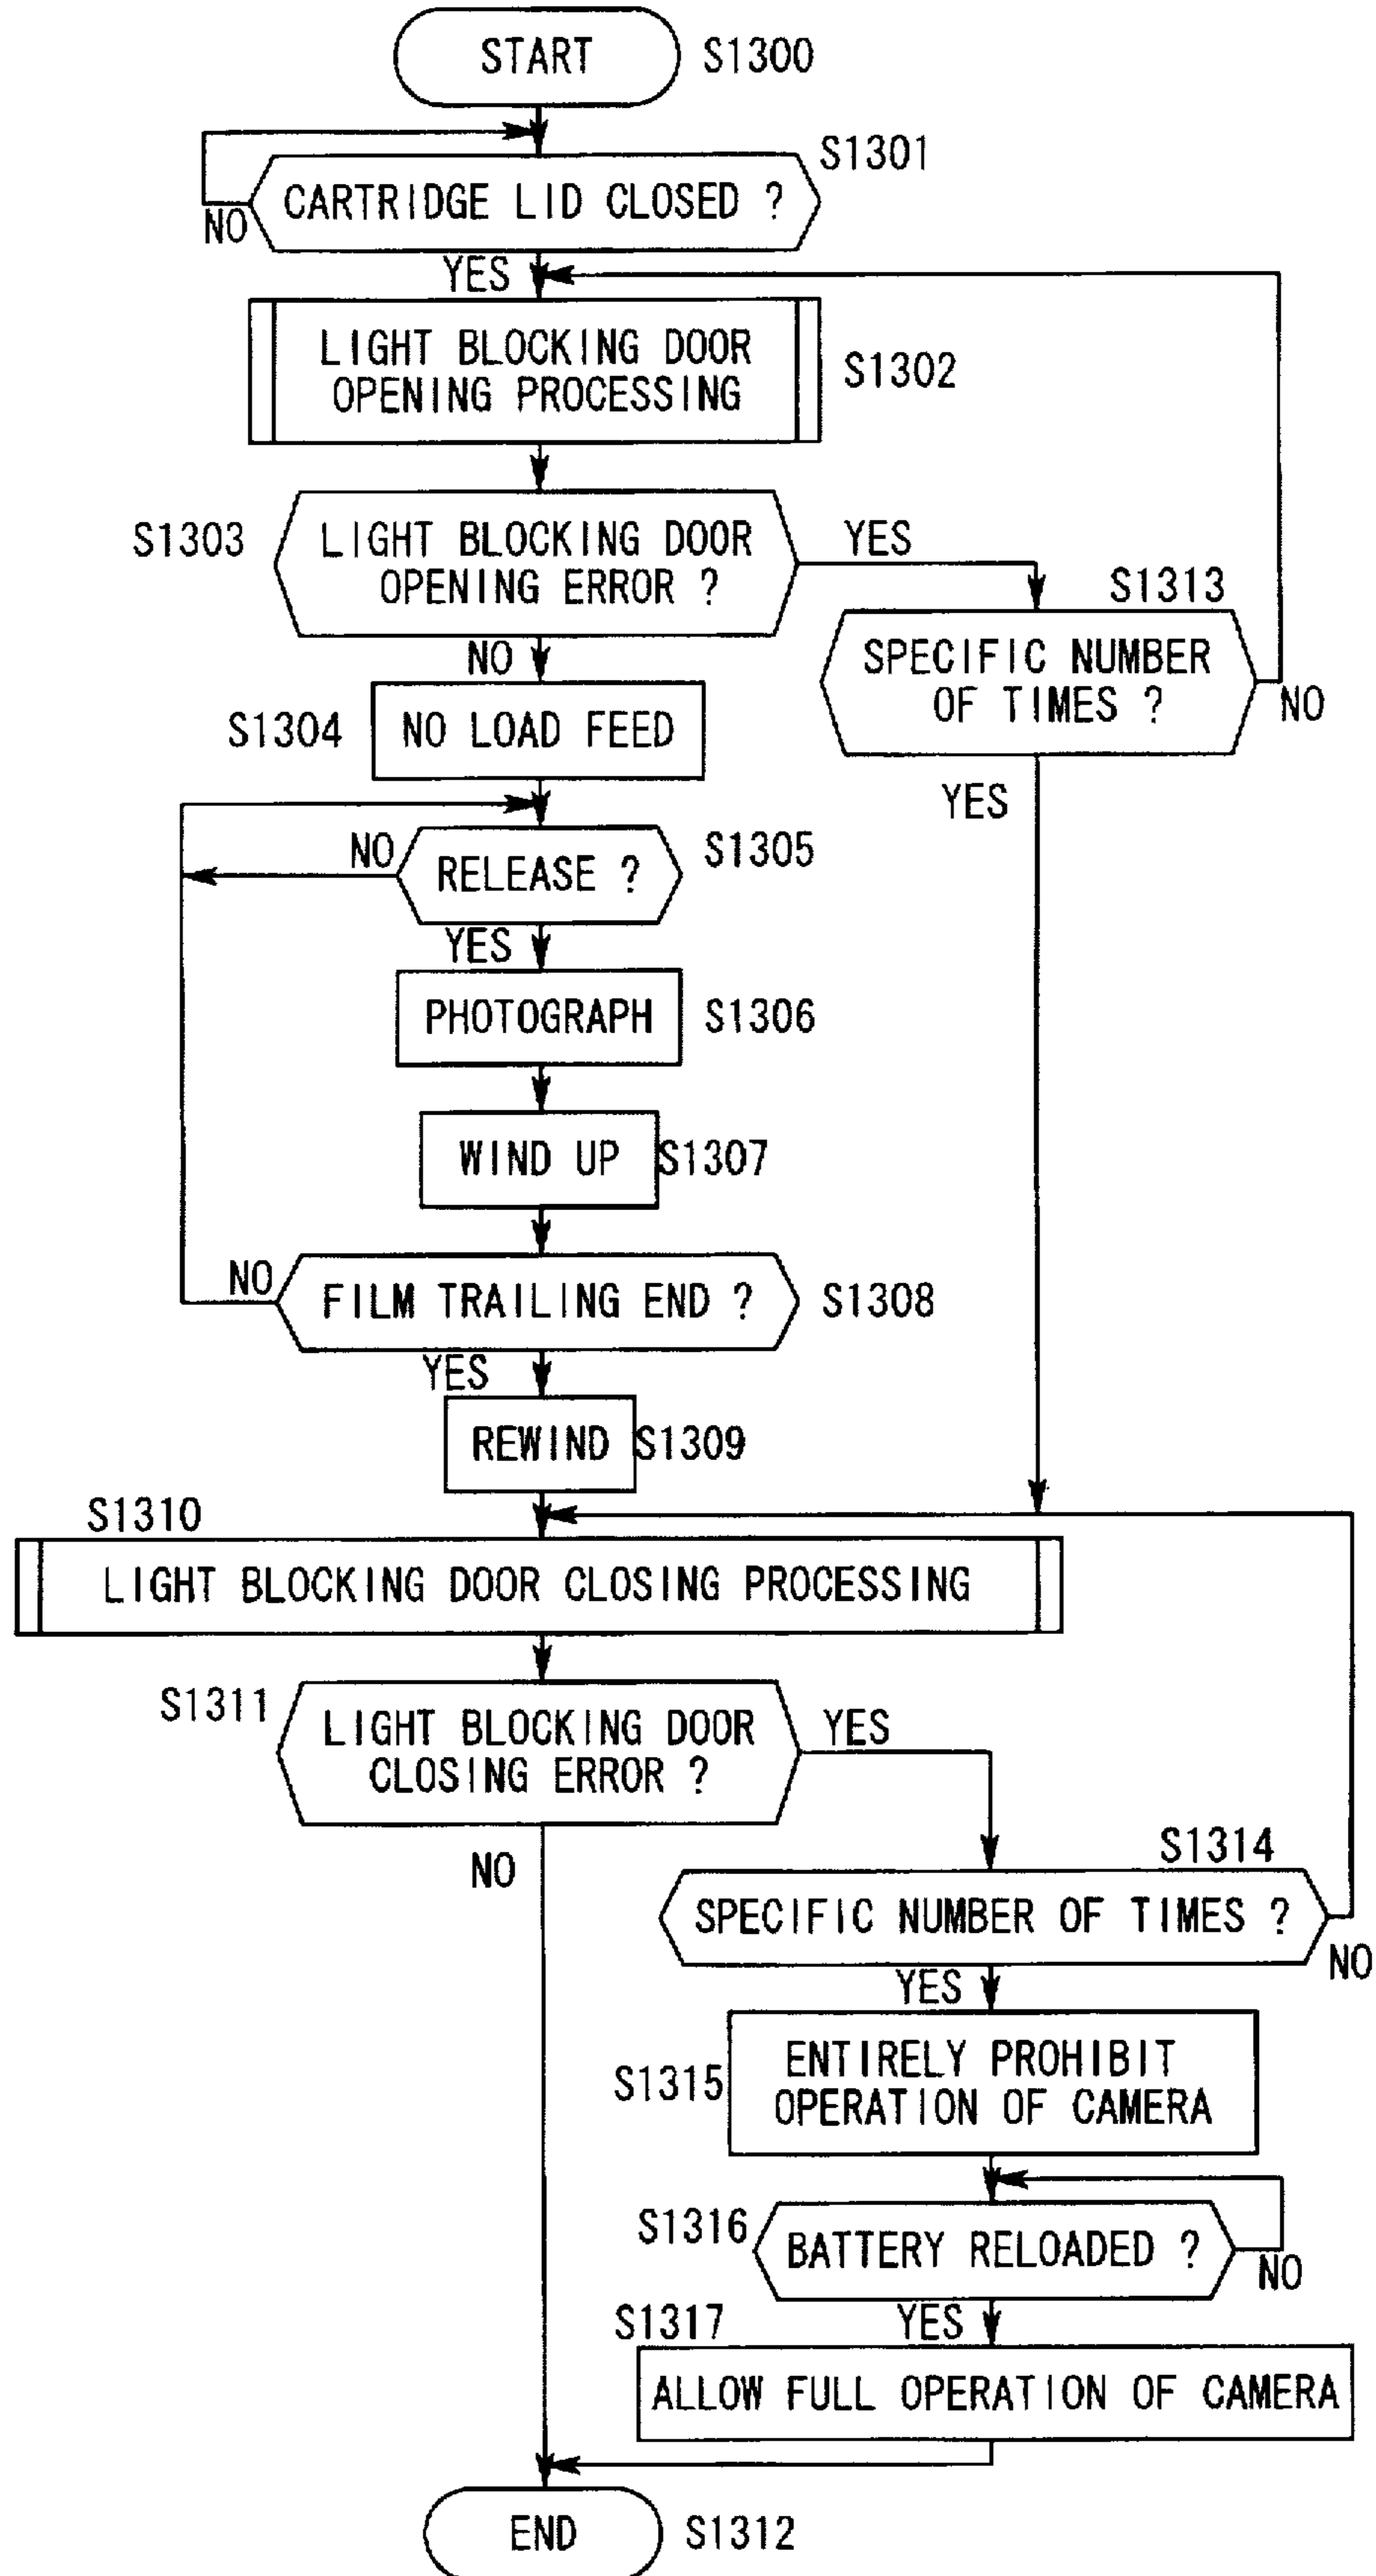 START
S1300
S1301
CARTRIDGE LID CLOSED ?
NO
YES
LIGHT BLOCKING DOOR
OPENING PROCESSING
S1302
S1303
LIGHT BLOCKING DOOR
OPENING ERROR ?
YES
S1313
NO
SPECIFIC NUMBER
OF TIMES ?
NO
YES
S1304
NO LOAD FEED
NO
RELEASE ?
S1305
YES
PHOTOGRAPH
S1306
WIND UP
S1307
NO
FILM TRAILING END ?
S1308
YES
REWIND
S1309
S1310
LIGHT BLOCKING DOOR CLOSING PROCESSING
S1311
LIGHT BLOCKING DOOR
CLOSING ERROR ?
YES
NO
S1314
SPECIFIC NUMBER OF TIMES ?
NO
YES
S1315
ENTIRELY PROHIBIT
OPERATION OF CAMERA
S1316
BATTERY RELOADED ?
NO
YES
S1317
ALLOW FULL OPERATION OF CAMERA
END
S1312